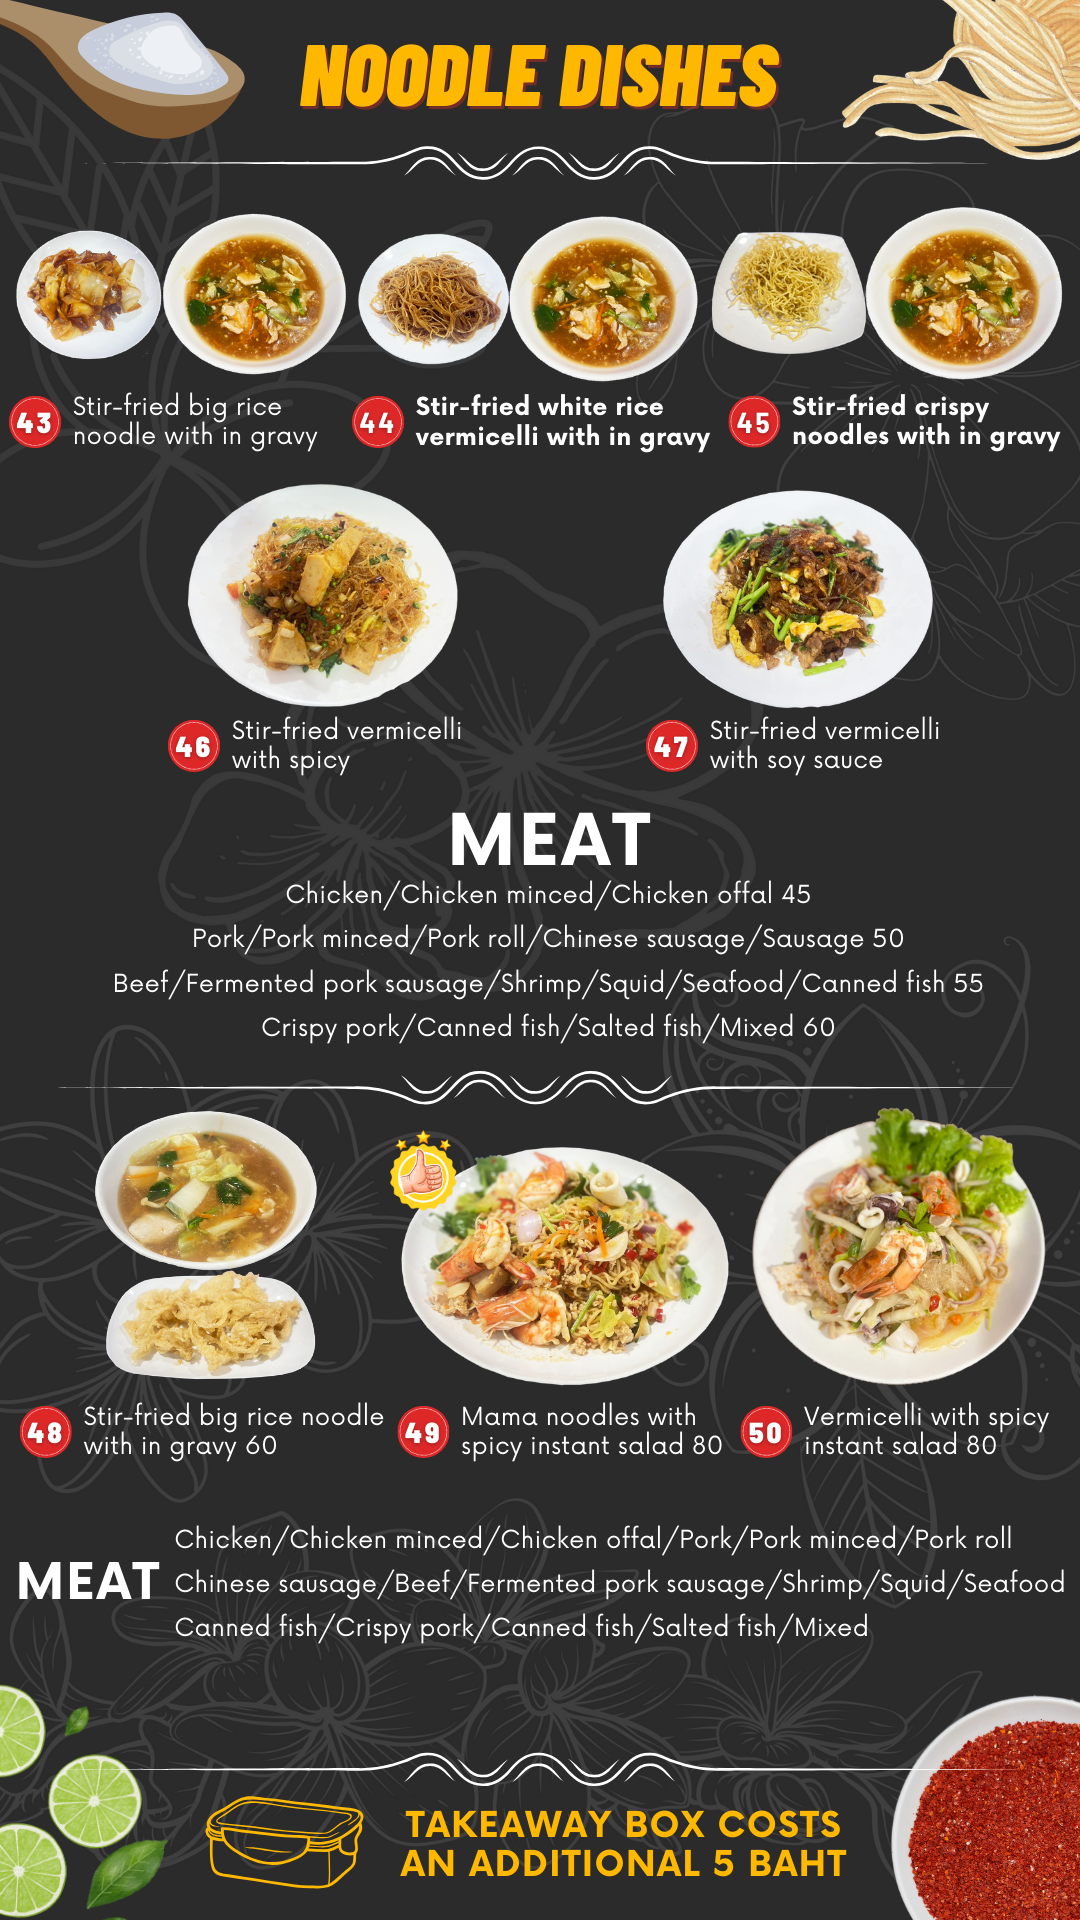 NOODLE DISHES
43 Stir-fried big rice
noodle with in gravy
44 Stir-fried white rice
vermicelli with in gravy
45 Stir-fried crispy
noodles with in gravy
46 Stir-fried vermicelli
with spicy
47 Stir-fried vermicelli
with soy sauce
MEAT
Chicken/Chicken minced/Chicken offal 45
Pork/Pork minced/Pork roll/Chinese sausage/Sausage 50
Beef/Fermented pork sausage/Shrimp/Squid/Seafood/Canned fish 55
Crispy pork/Canned fish/Salted fish/Mixed 60
48 Stir-fried big rice noodle
with in gravy 60
49 Mama noodles with
spicy instant salad 80
50 Vermicelli with spicy
instant salad 80
MEAT
Chicken/Chicken minced/Chicken offal/Pork/Pork minced/Pork roll
Chinese sausage/Beef/Fermented pork sausage/Shrimp/Squid/Seafood
Canned fish/Crispy pork/Canned fish/Salted fish/Mixed
TAKEAWAY BOX COSTS
AN ADDITIONAL 5 BAHT